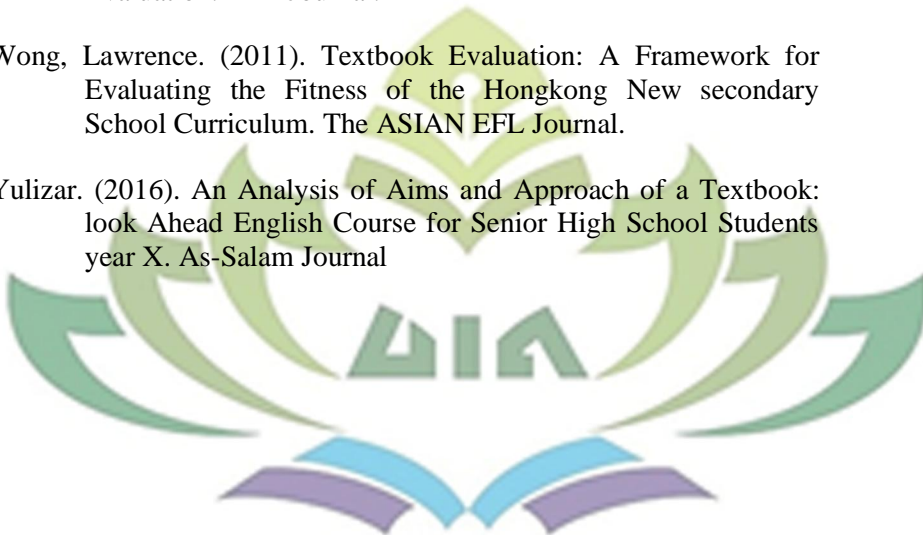 Wong, Lawrence. (2011). Textbook Evaluation: A Framework for
Evaluating the Fitness of the Hongkong New secondary
School Curriculum. The ASIAN EFL Journal.
Yulizar. (2016). An Analysis of Aims and Approach of a Textbook:
look Ahead English Course for Senior High School Students
year X. As-Salam Journal
UIN